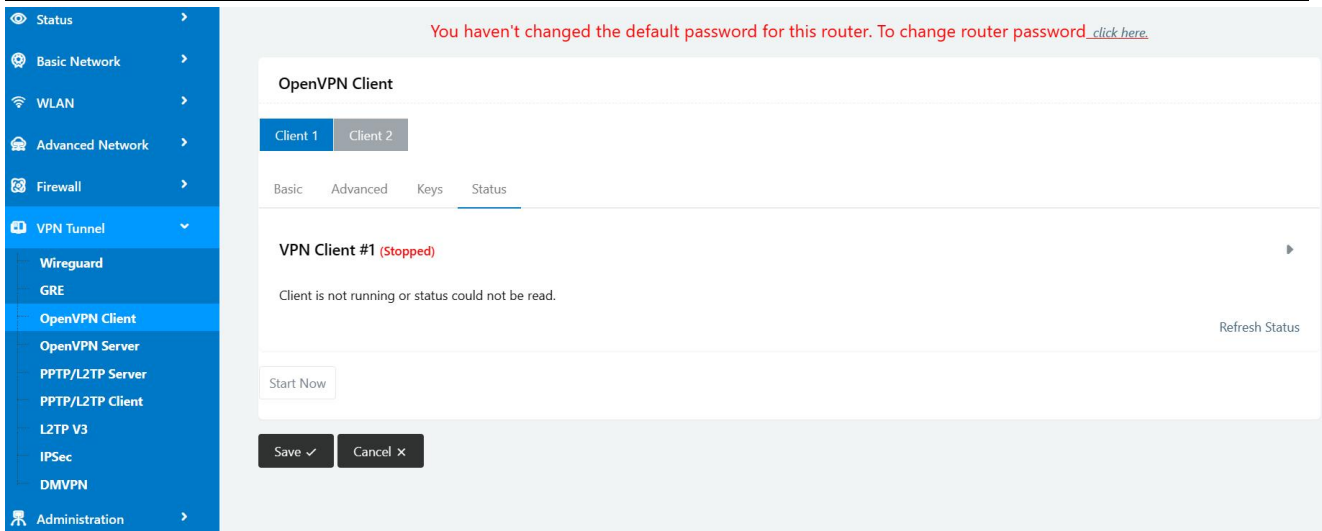 Status
Basic Network
WLAN
Advanced Network
Firewall
VPN Tunnel
Wireguard
GRE
OpenVPN Client
OpenVPN Server
PPTP/L2TP Server
PPTP/L2TP Client
L2TP V3
IPSec
DMVPN
Administration
You haven't changed the default password for this router. To change router password click here.
OpenVPN Client
Client 1 Client 2
Basic Advanced Keys Status
VPN Client #1 (Stopped)
Client is not running or status could not be read.
Refresh Status
Start Now
Save Cancel